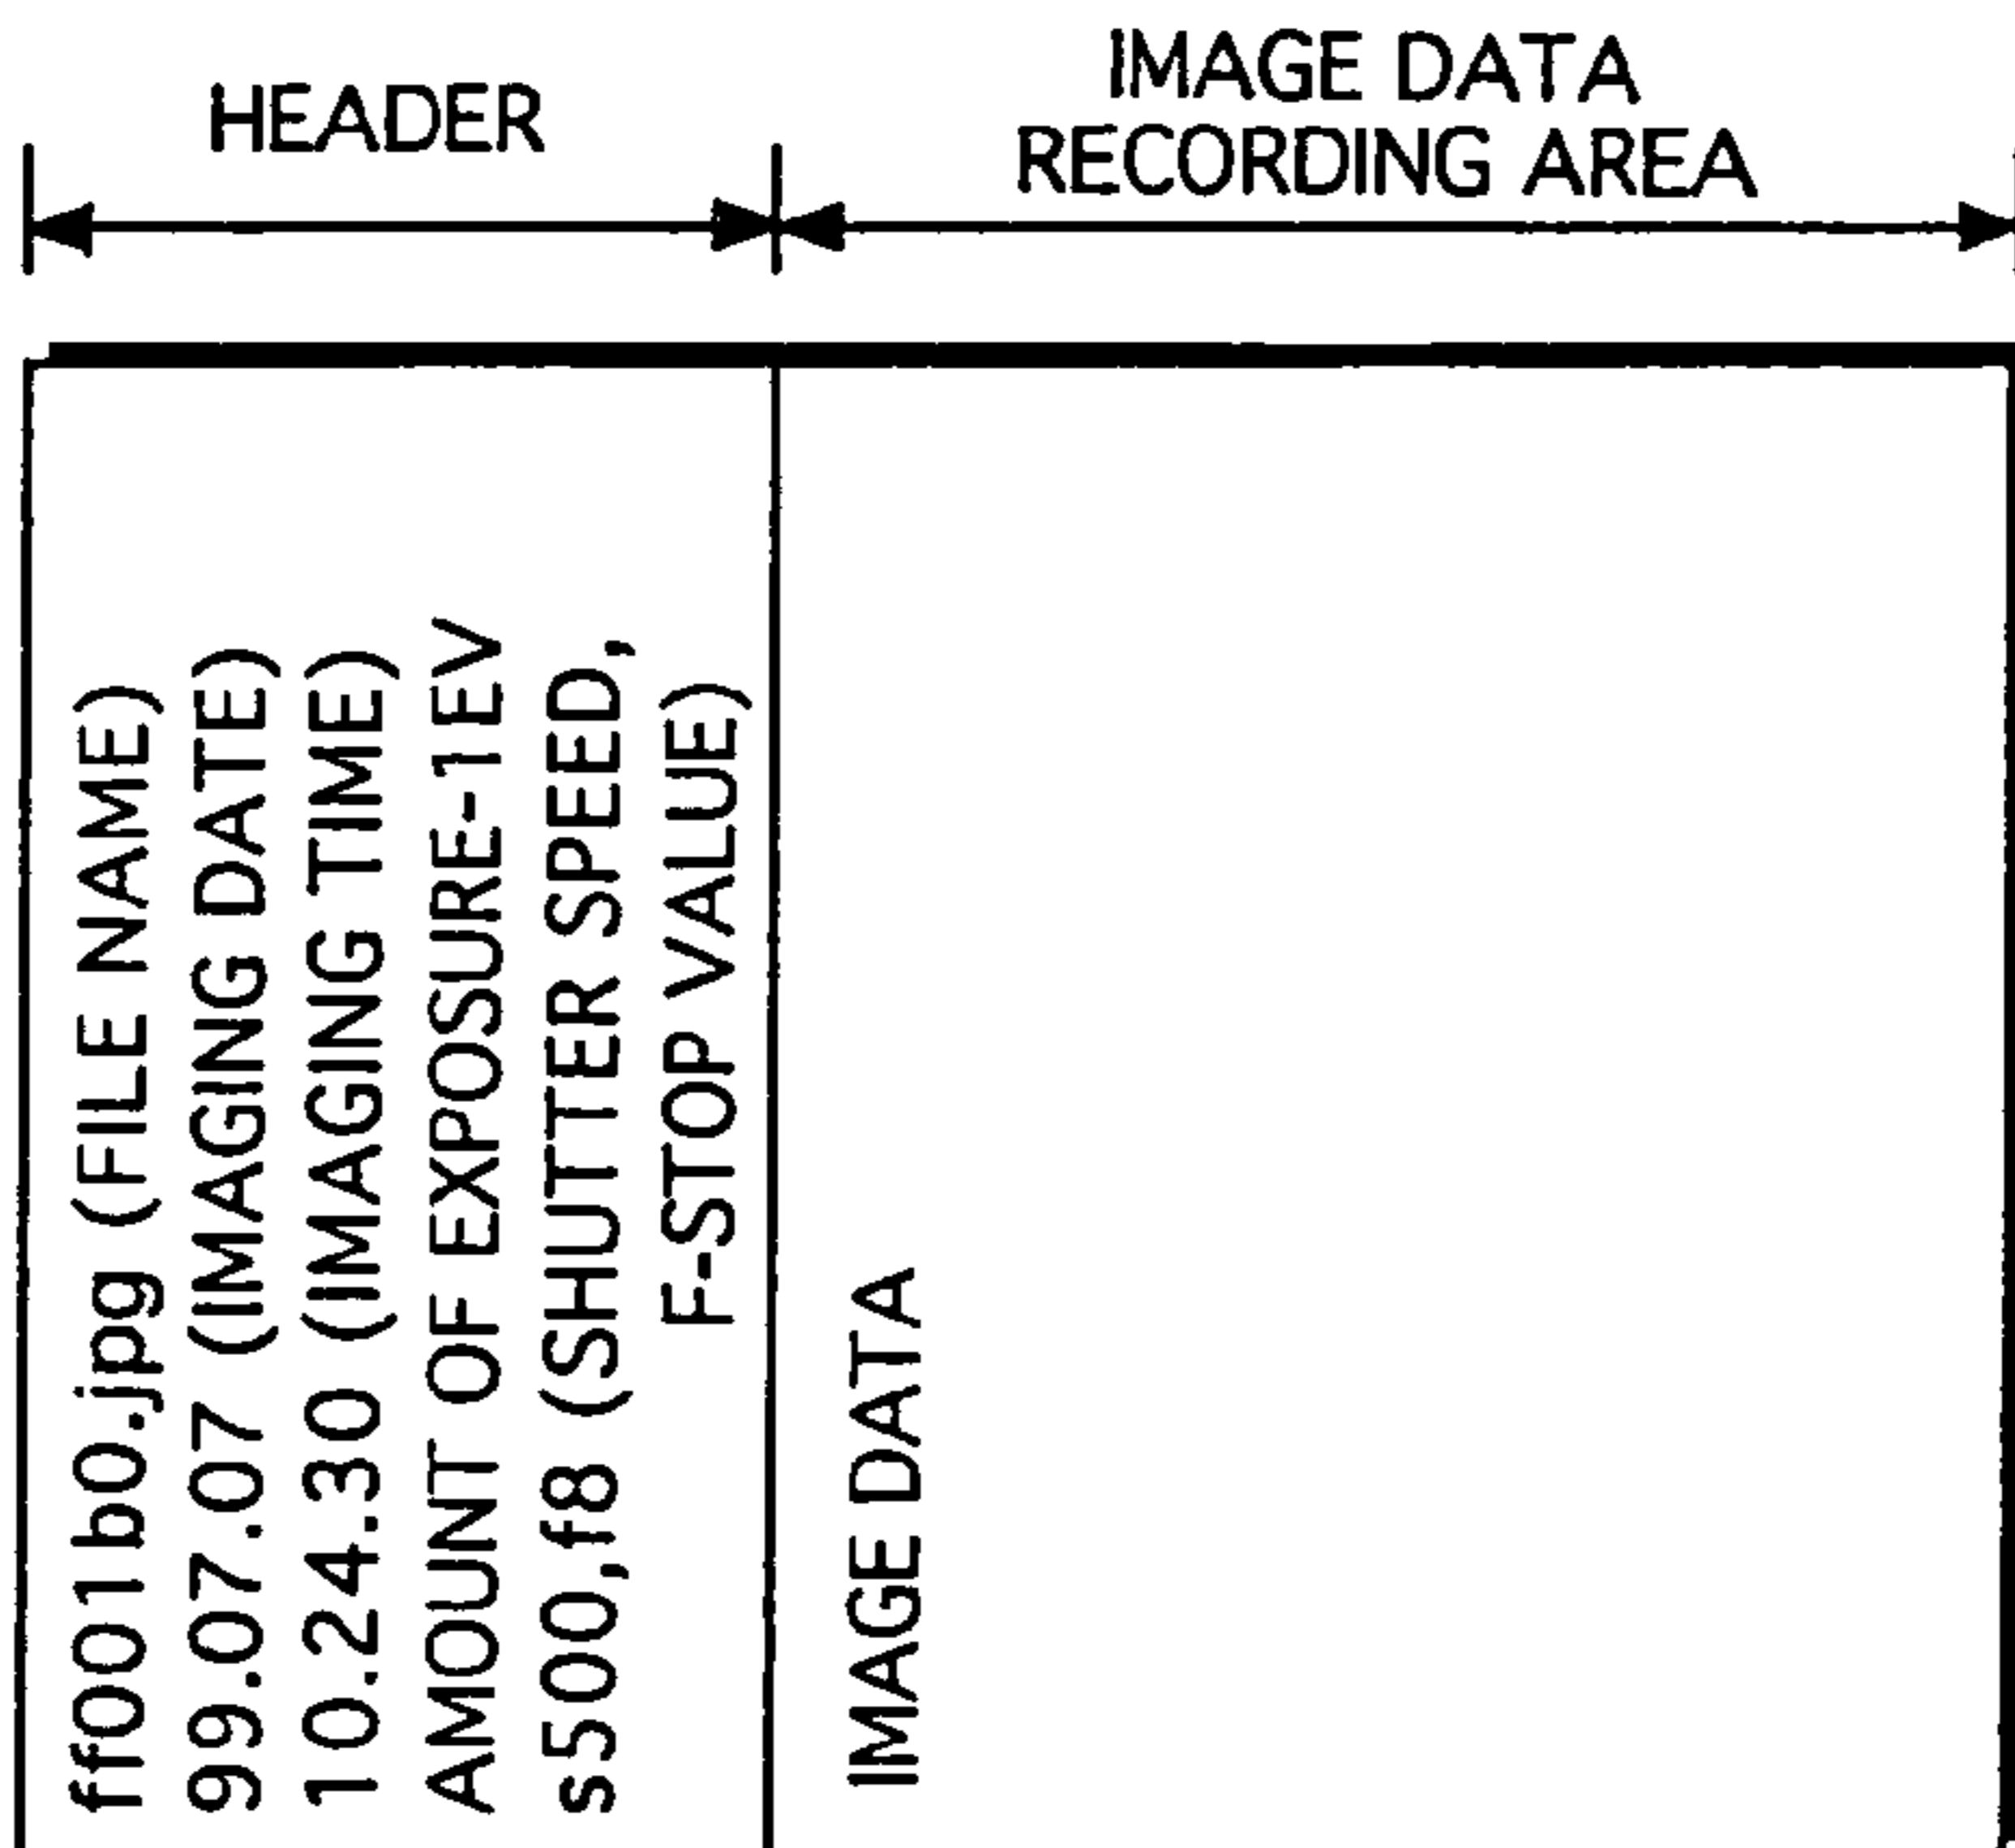 HEADER
IMAGE DATA
RECORDING AREA
ff001b0.jpg (FILE NAME)
99.07.07 (IMAGING DATE)
10.24.30 (IMAGING TIME)
AMOUNT OF EXPOSURE-1EV
s500,f8 (SHUTTER SPEED,
F-STOP VALUE)
IMAGE DATA